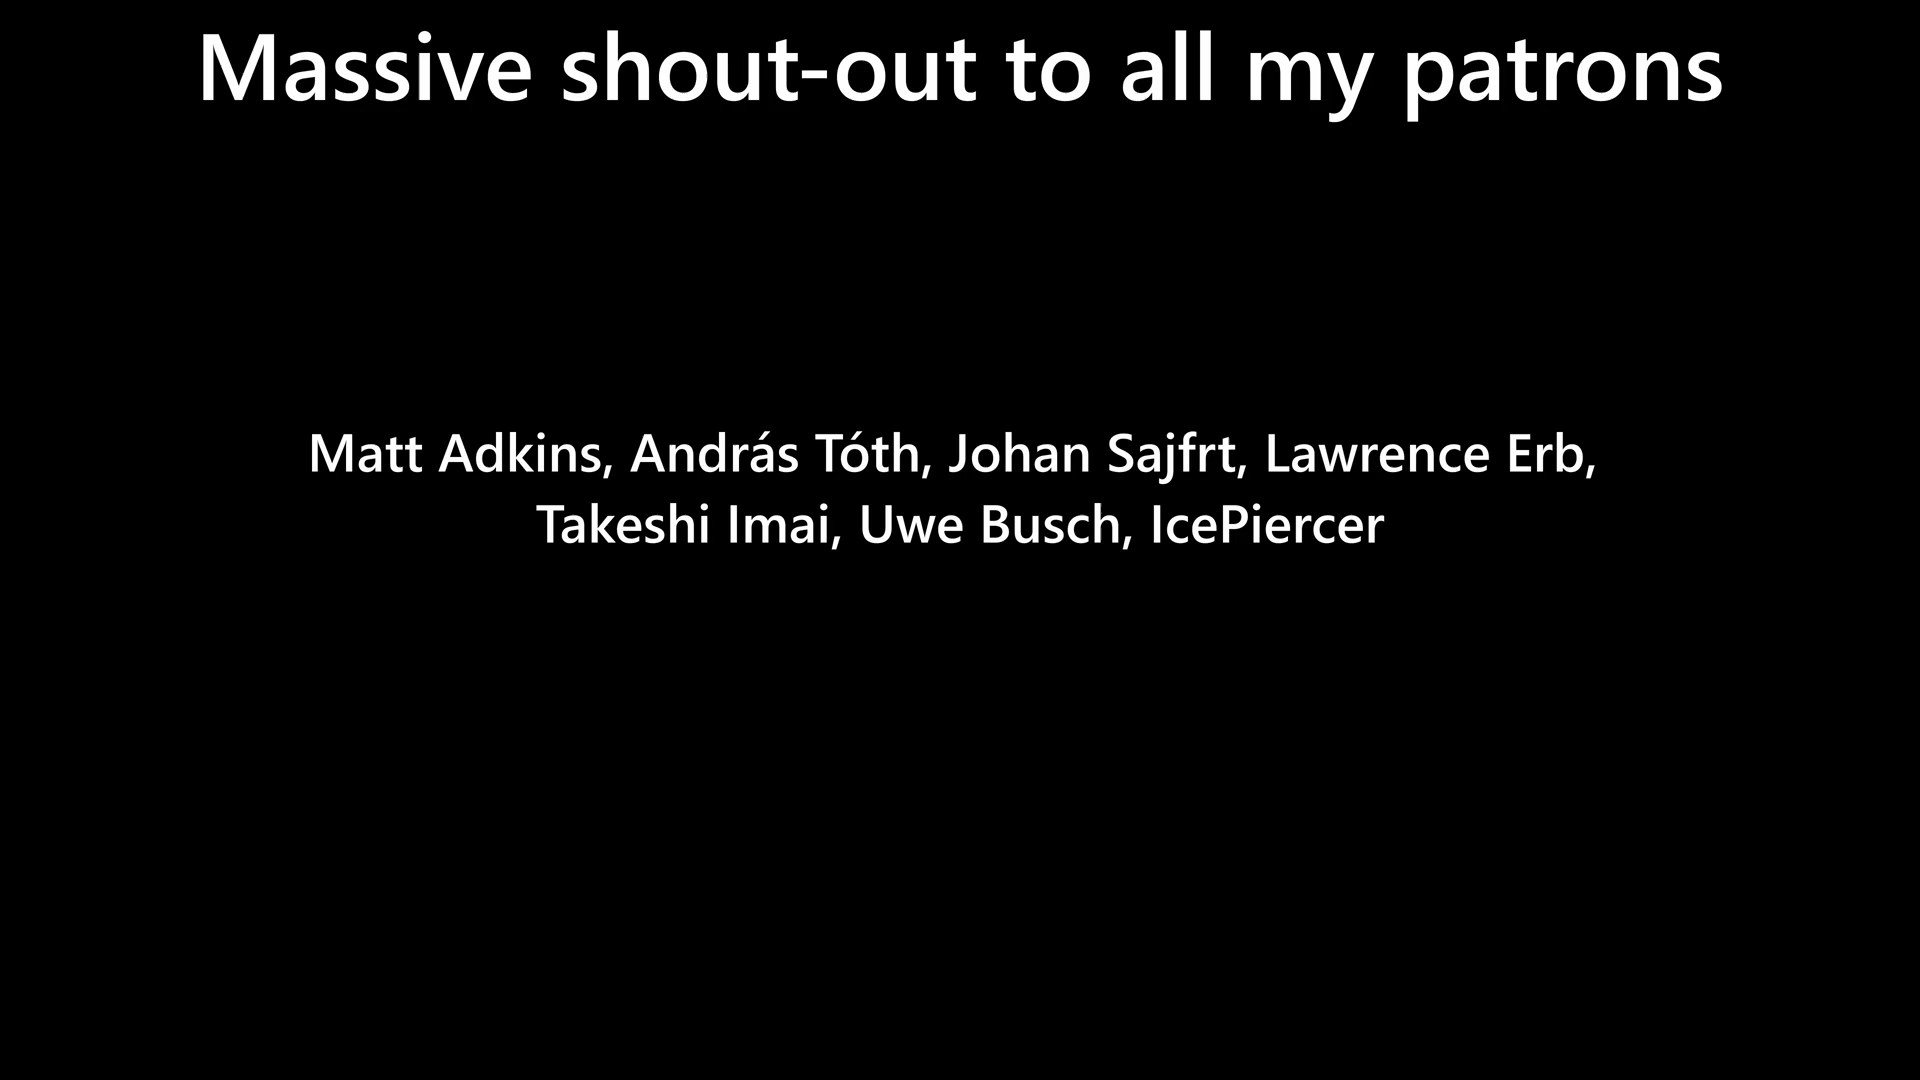 Massive shout-out to all my patrons
Matt Adkins, András Tóth, Johan Sajfrt, Lawrence Erb,
Takeshi Imai, Uwe Busch, IcePiercer